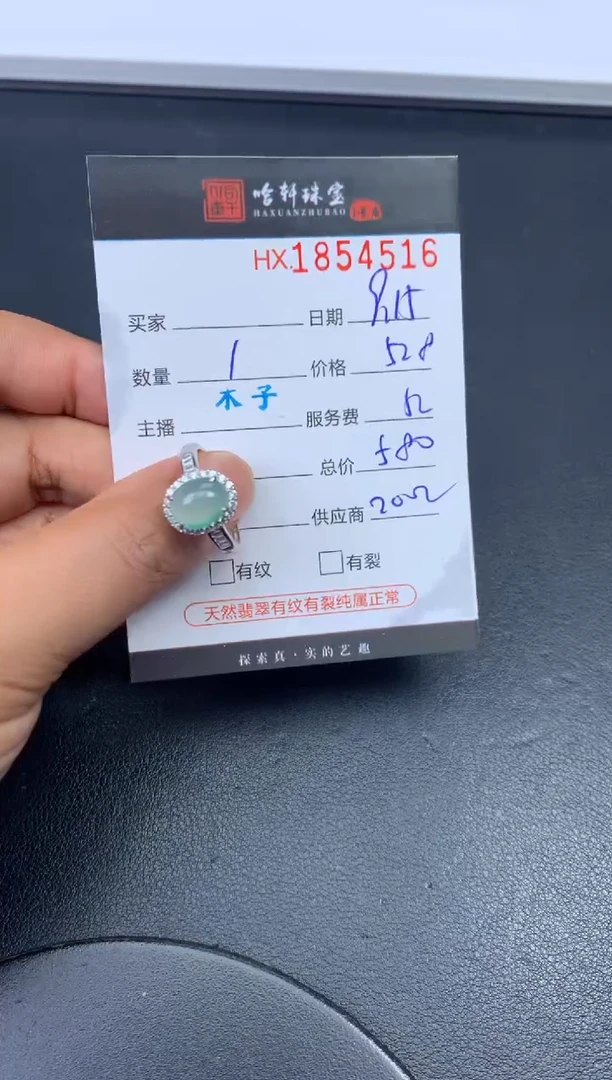 哈轩珠宝
HAXUANZHUBAO
HX.1854516
买家 日期 9.15
数量 1 价格 528
木子
主播 服务费 52
总价 580
供应商
有纹 有裂
天然翡翠有纹有裂纯属正常
探索真·实的艺趣